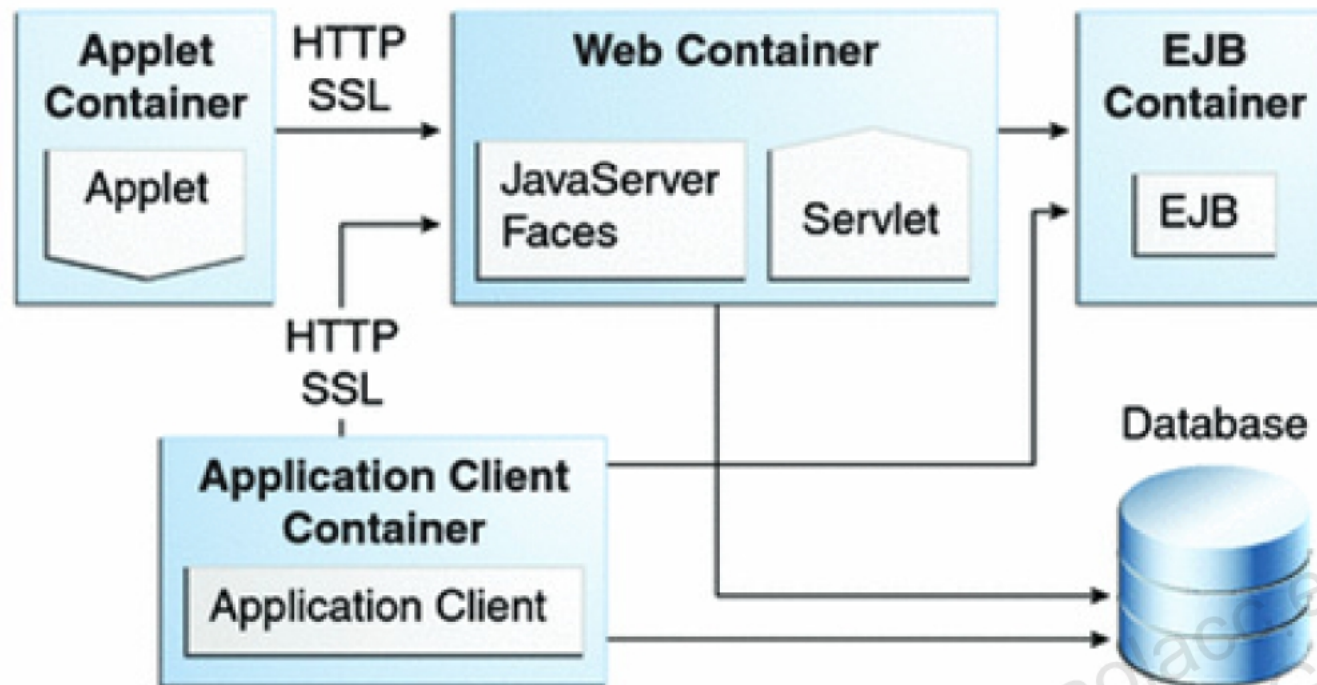 Applet
Container
Applet
HTTP
SSL
Web Container
JavaServer
Faces
Servlet
EJB
Container
EJB
HTTP
SSL
Application Client
Container
Application Client
Database